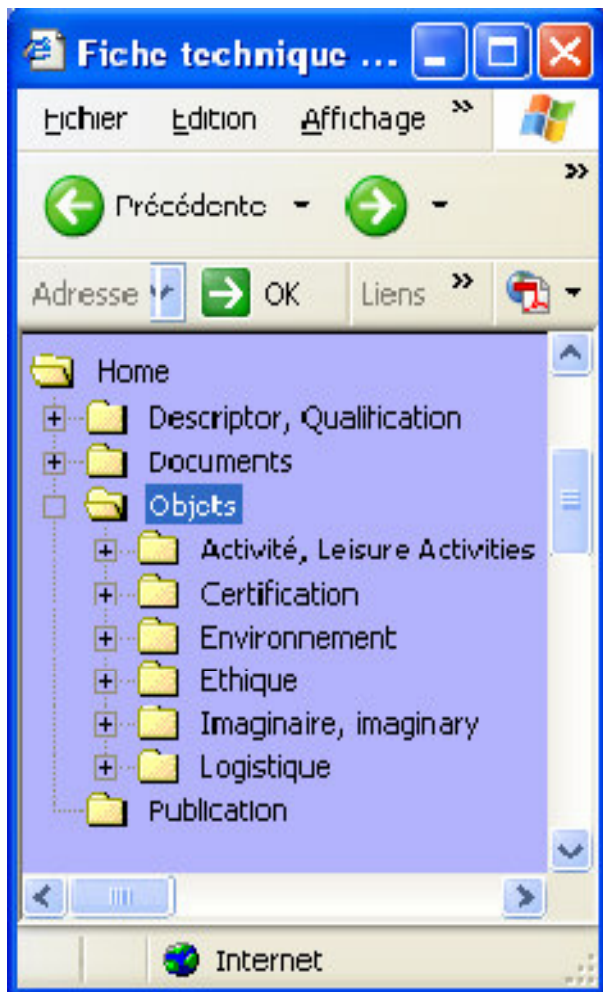 Fiche technique ...
Fichier Edition Affichage »
Précédente »
Adresse OK Liens »
Home
Descriptor, Qualification
Documents
Objets
Activité, Leisure Activities
Certification
Environnement
Ethique
Imaginaire, imaginary
Logistique
Publication
Internet